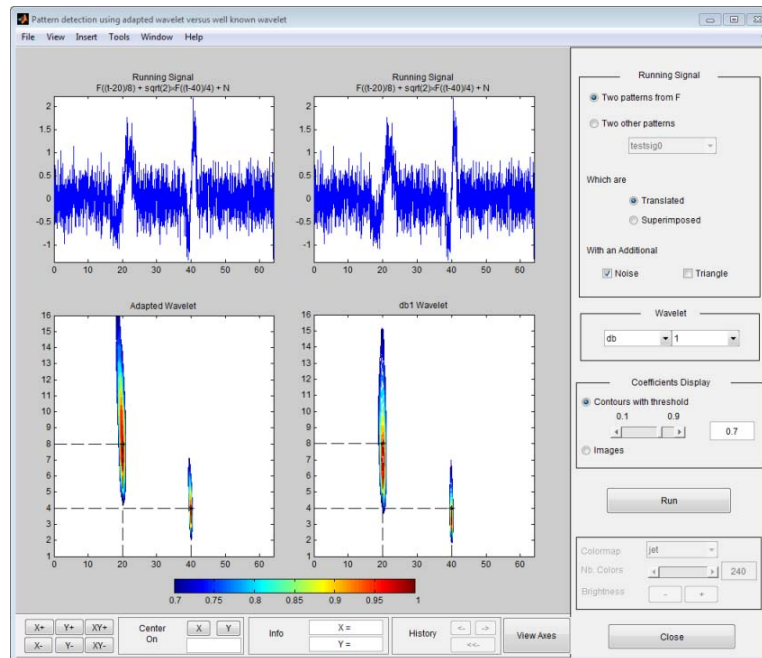 Pattern detection using adapted wavelet versus well known wavelet
File View Insert Tools Window Help
Running Signal
F((t-20)/8) + sqrt(2)×F((t-40)/4) + N
2
1.5
1
0.5
0
-0.5
-1
0 10 20 30 40 50 60
Running Signal
F((t-20)/8) + sqrt(2)×F((t-40)/4) + N
2
1.5
1
0.5
0
-0.5
-1
0 10 20 30 40 50 60
Adapted Wavelet
16
15
14
13
12
11
10
9
8
7
6
5
4
3
2
1
0 10 20 30 40 50 60
db1 Wavelet
16
15
14
13
12
11
10
9
8
7
6
5
4
3
2
1
0 10 20 30 40 50 60
0.7 0.75 0.8 0.85 0.9 0.95 1
Running Signal
Two patterns from F
Two other patterns
testsig0
Which are
Translated
Superimposed
With an Additional
Noise Triangle
Wavelet
db 1
Coefficients Display
Contours with threshold
0.1 0.9
0.7
Images
Run
Colormap jet
Nb. Colors 240
Brightness - +
X+ Y+ XY+
X- Y- XY-
Center
On
X Y
Info
X =
Y =
History
<- ->
<<-
View Axes
Close